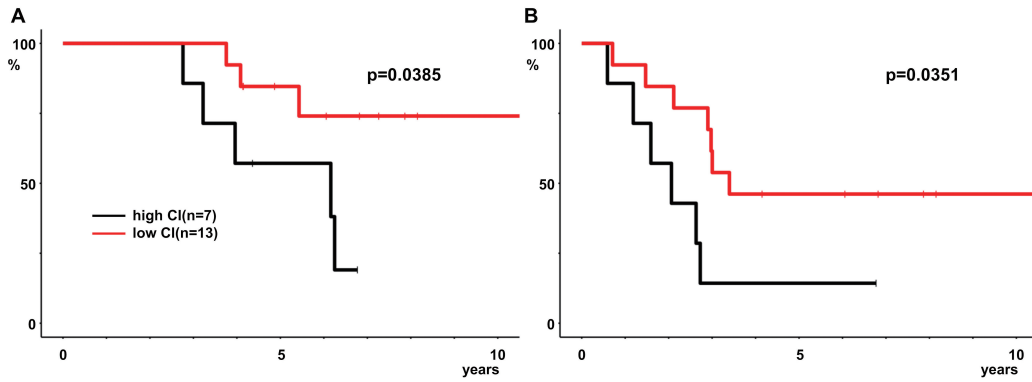 A
100
%
p=0.0385
50
high CI(n=7)
low CI(n=13)
0
0 5 10
years
B
100
%
p=0.0351
50
0
0 5 10
years